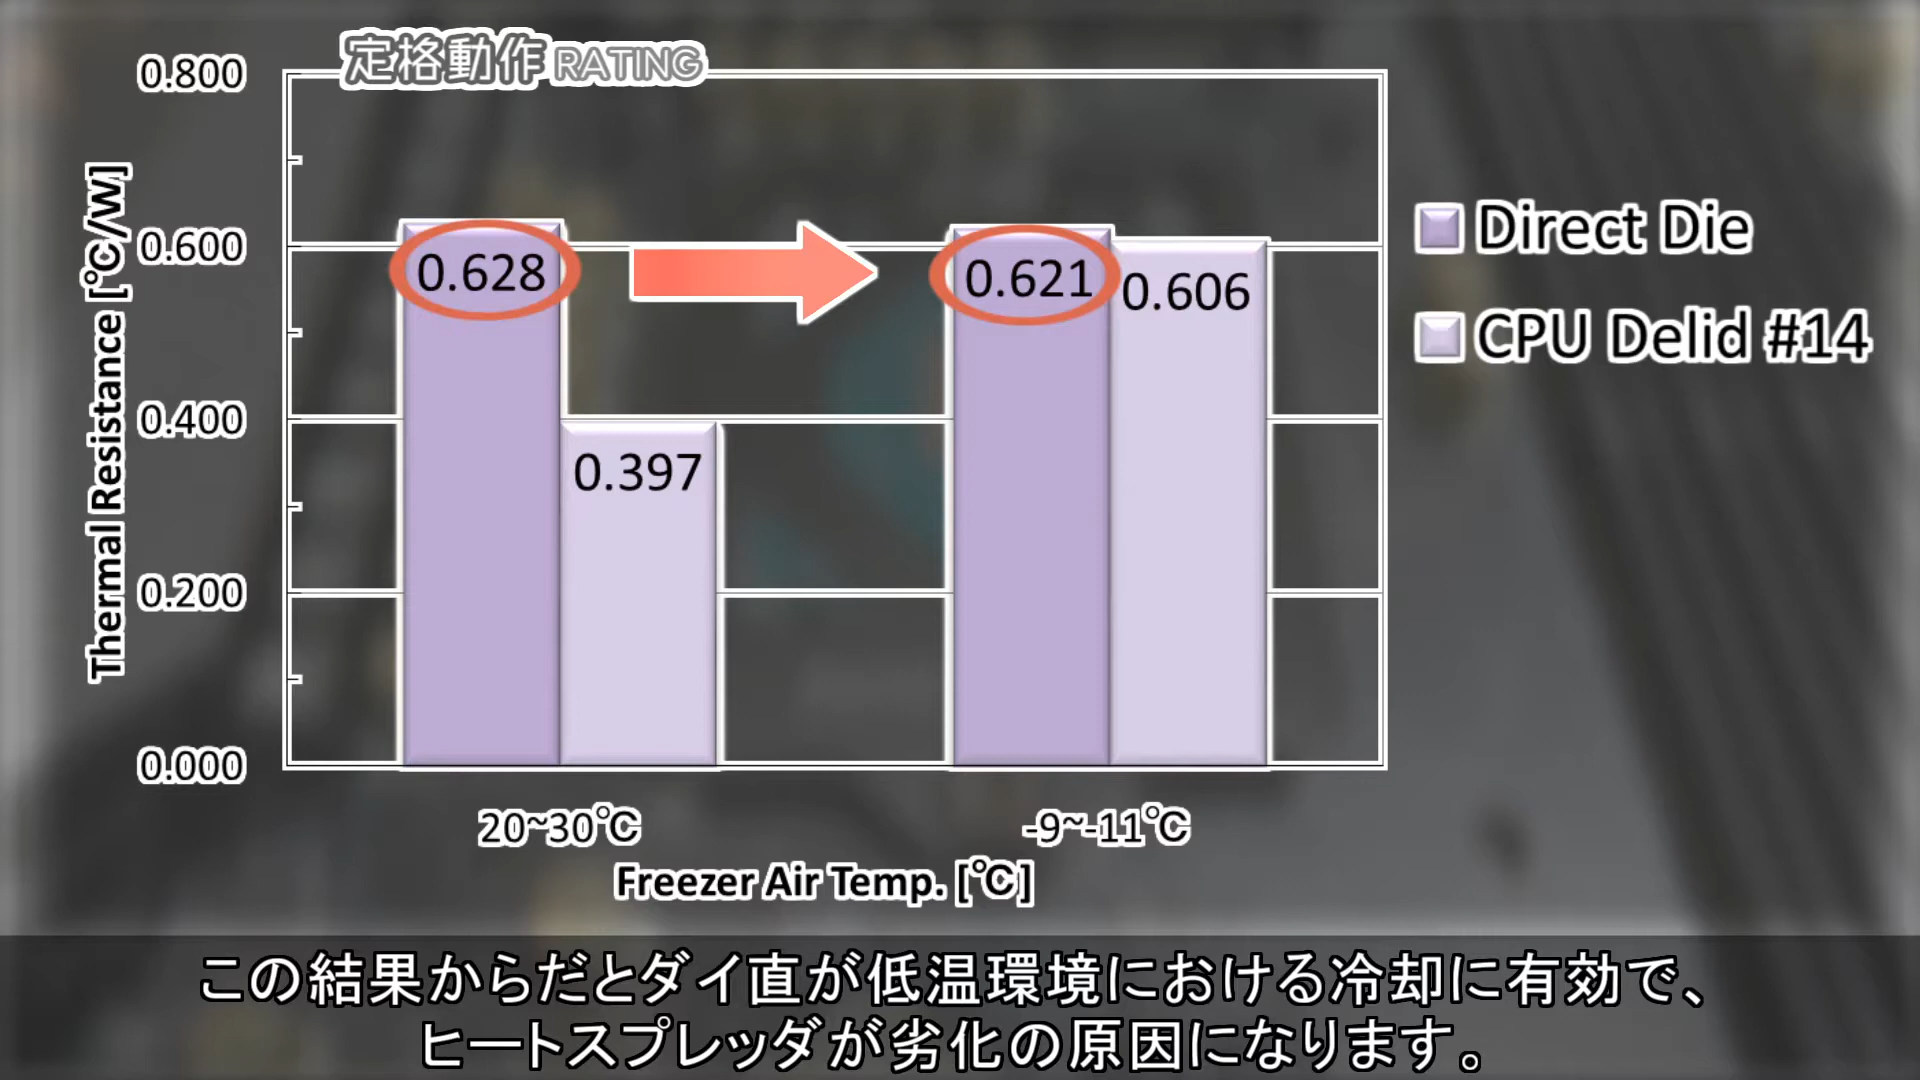 定格動作 RATING
0.800
0.600
0.400
0.200
0.000
Thermal Resistance [℃/W]
0.628
0.397
0.621
0.606
Direct Die
CPU Delid #14
20~30℃
-9~-11℃
Freezer Air Temp. [℃]
この結果からだとダイ直が低温環境における冷却に有効で、
ヒートスプレッダが劣化の原因になります。